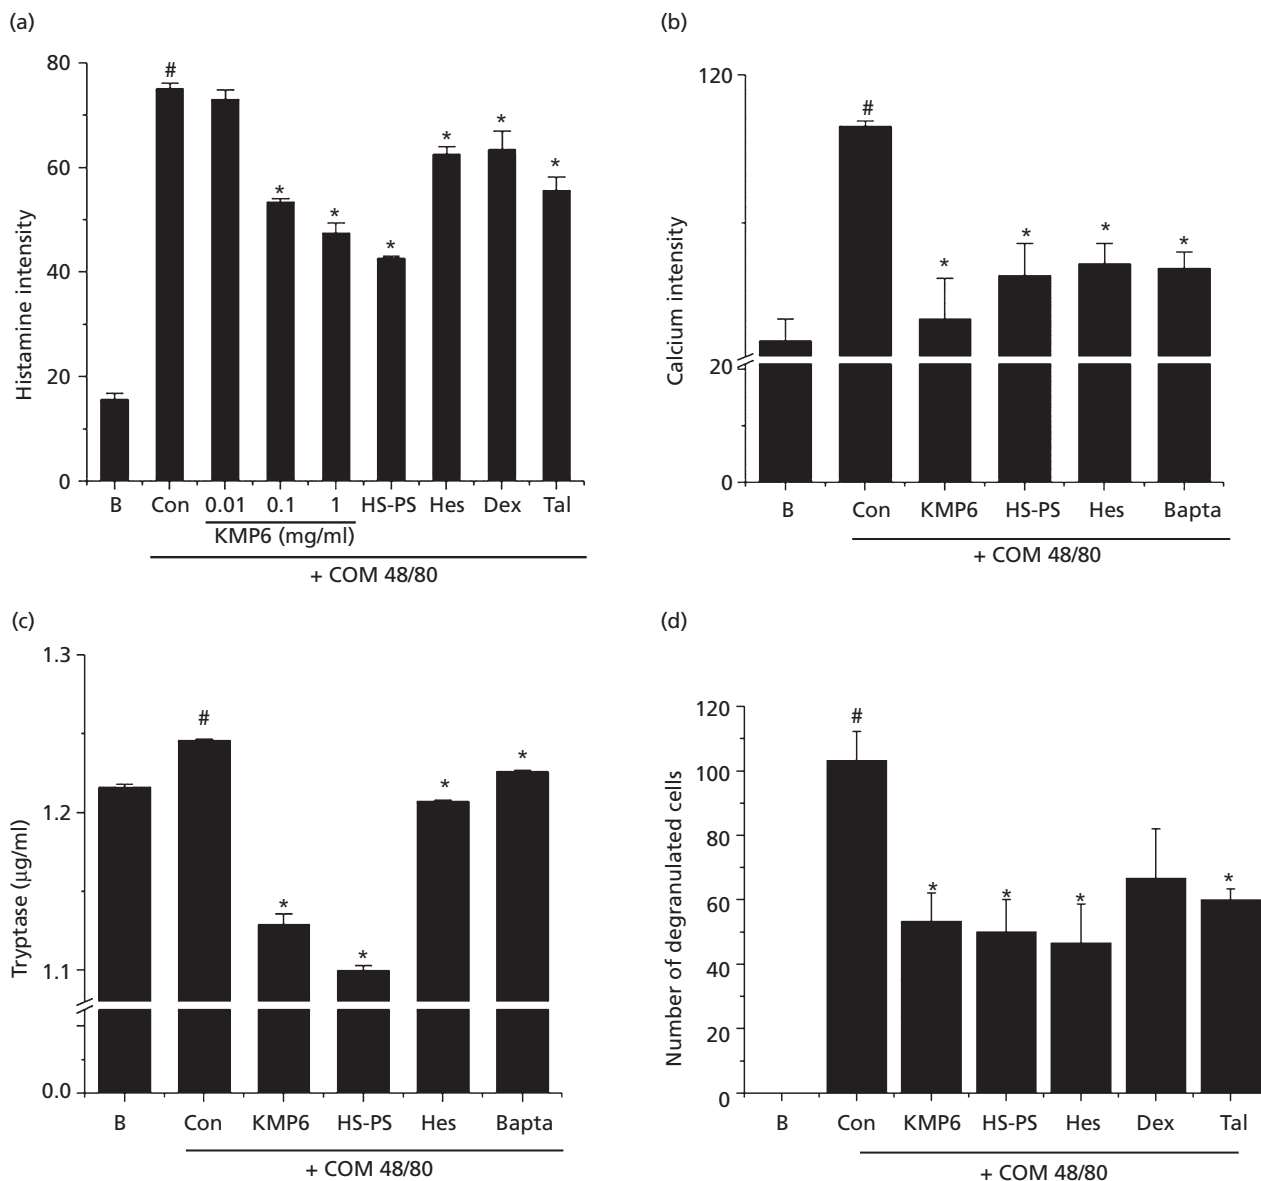 (a)
80
60
40
20
0
Histamine intensity
#
*
*
*
*
*
*
B Con 0.01 0.1 1 HS-PS Hes Dex Tal
KMP6 (mg/ml)
+ COM 48/80
(b)
120
20
0
Calcium intensity
#
*
*
*
*
B Con KMP6 HS-PS Hes Bapta
+ COM 48/80
(c)
1.3
1.2
1.1
0.0
Tryptase (μg/ml)
#
*
*
*
*
B Con KMP6 HS-PS Hes Bapta
+ COM 48/80
(d)
120
100
80
60
40
20
0
Number of degranulated cells
#
*
*
*
*
B Con KMP6 HS-PS Hes Dex Tal
+ COM 48/80